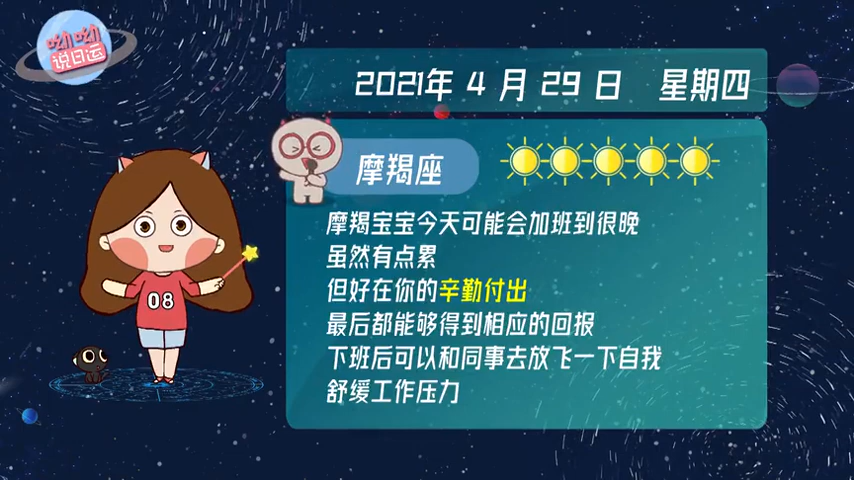 呦呦
说日运
2021年 4 月 29 日 星期四
摩羯座
摩羯宝宝今天可能会加班到很晚
虽然有点累
但好在你的辛勤付出
最后都能够得到相应的回报
下班后可以和同事去放飞一下自我
舒缓工作压力
08